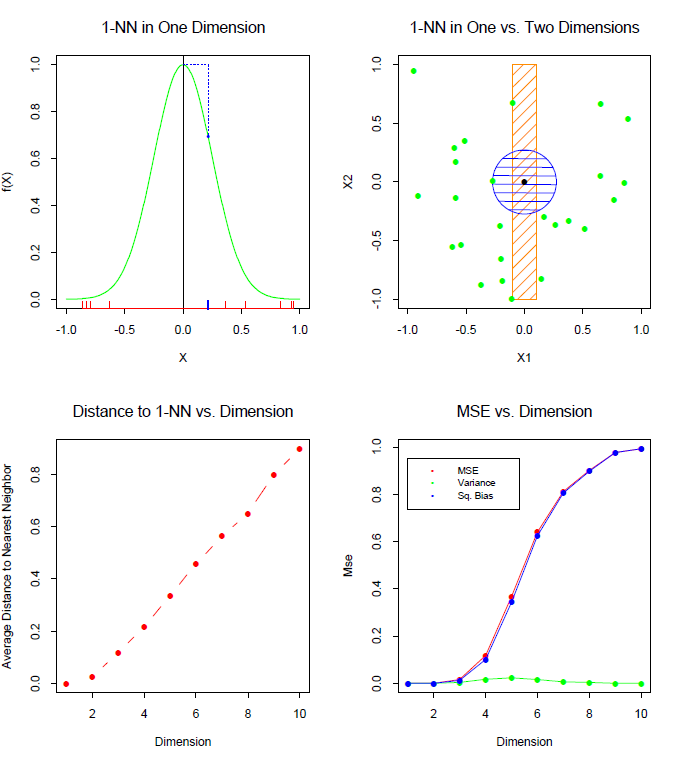 1-NN in One Dimension
f(X)
0.0 0.2 0.4 0.6 0.8 1.0
-1.0 -0.5 0.0 0.5 1.0
X
1-NN in One vs. Two Dimensions
X2
-1.0 -0.5 0.0 0.5 1.0
-1.0 -0.5 0.0 0.5 1.0
X1
Distance to 1-NN vs. Dimension
Average Distance to Nearest Neighbor
0.0 0.2 0.4 0.6 0.8
2 4 6 8 10
Dimension
MSE vs. Dimension
Mse
0.0 0.2 0.4 0.6 0.8 1.0
MSE
Variance
Sq. Bias
2 4 6 8 10
Dimension